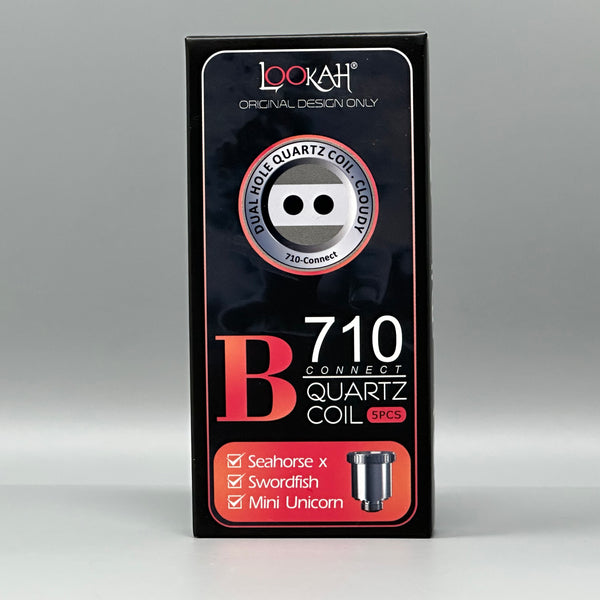 LOOKAH®
ORIGINAL DESIGN ONLY
DUAL HOLE QUARTZ COIL . CLOUDY
710-Connect
B
710
CONNECT
QUARTZ
COIL 5PCS
Seahorse x
Swordfish
Mini Unicorn